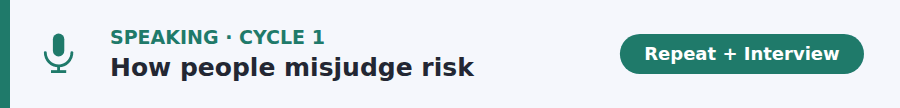 SPEAKING · CYCLE 1
How people misjudge risk
Repeat + Interview